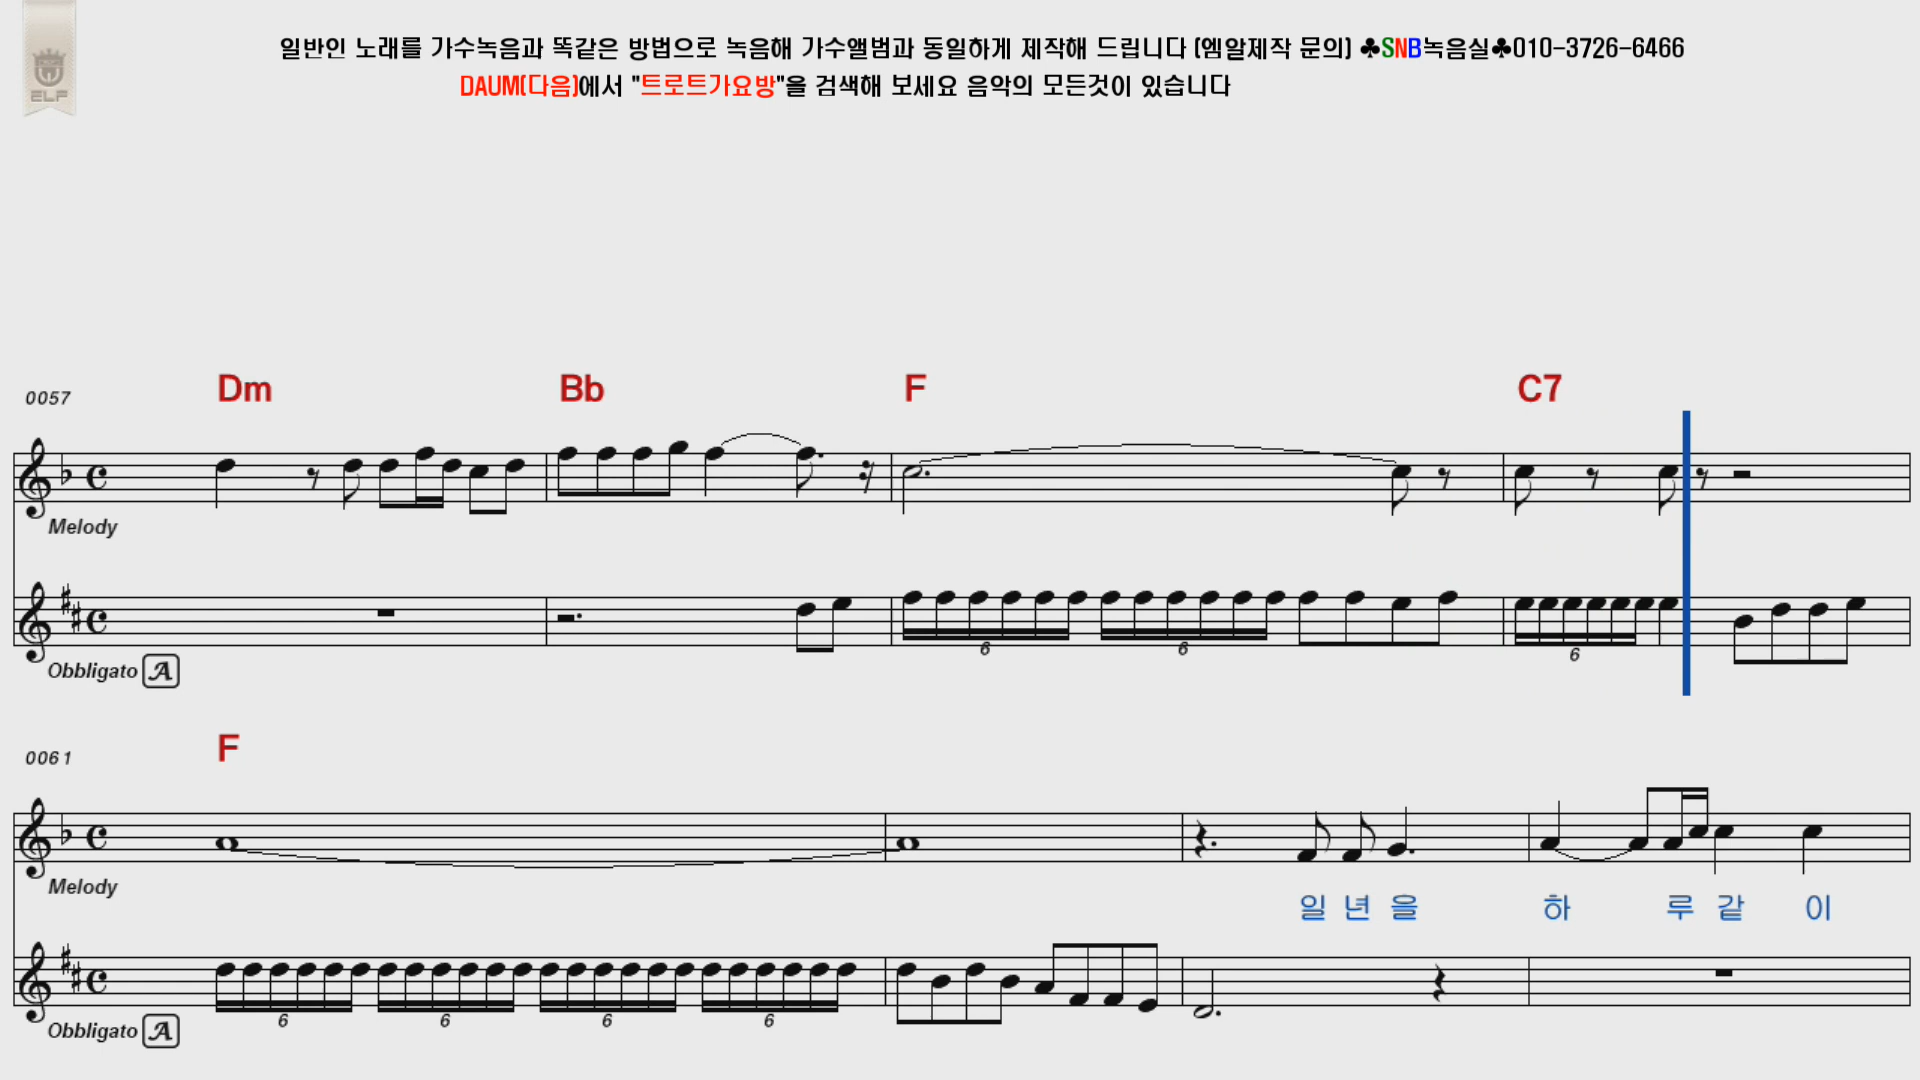 일반인 노래를 가수녹음과 똑같은 방법으로 녹음해 가수앨범과 동일하게 제작해 드립니다 (엠알제작 문의) ♣SNB녹음실♣010-3726-6466
DAUM(다음)에서 "트로트가요방"을 검색해 보세요 음악의 모든것이 있습니다
ELF
0057 Dm Bb F C7
Melody
6 6 6
Obbligato A
0061 F
Melody
일 년 을 하 루 같 이
6 6 6 6
Obbligato A